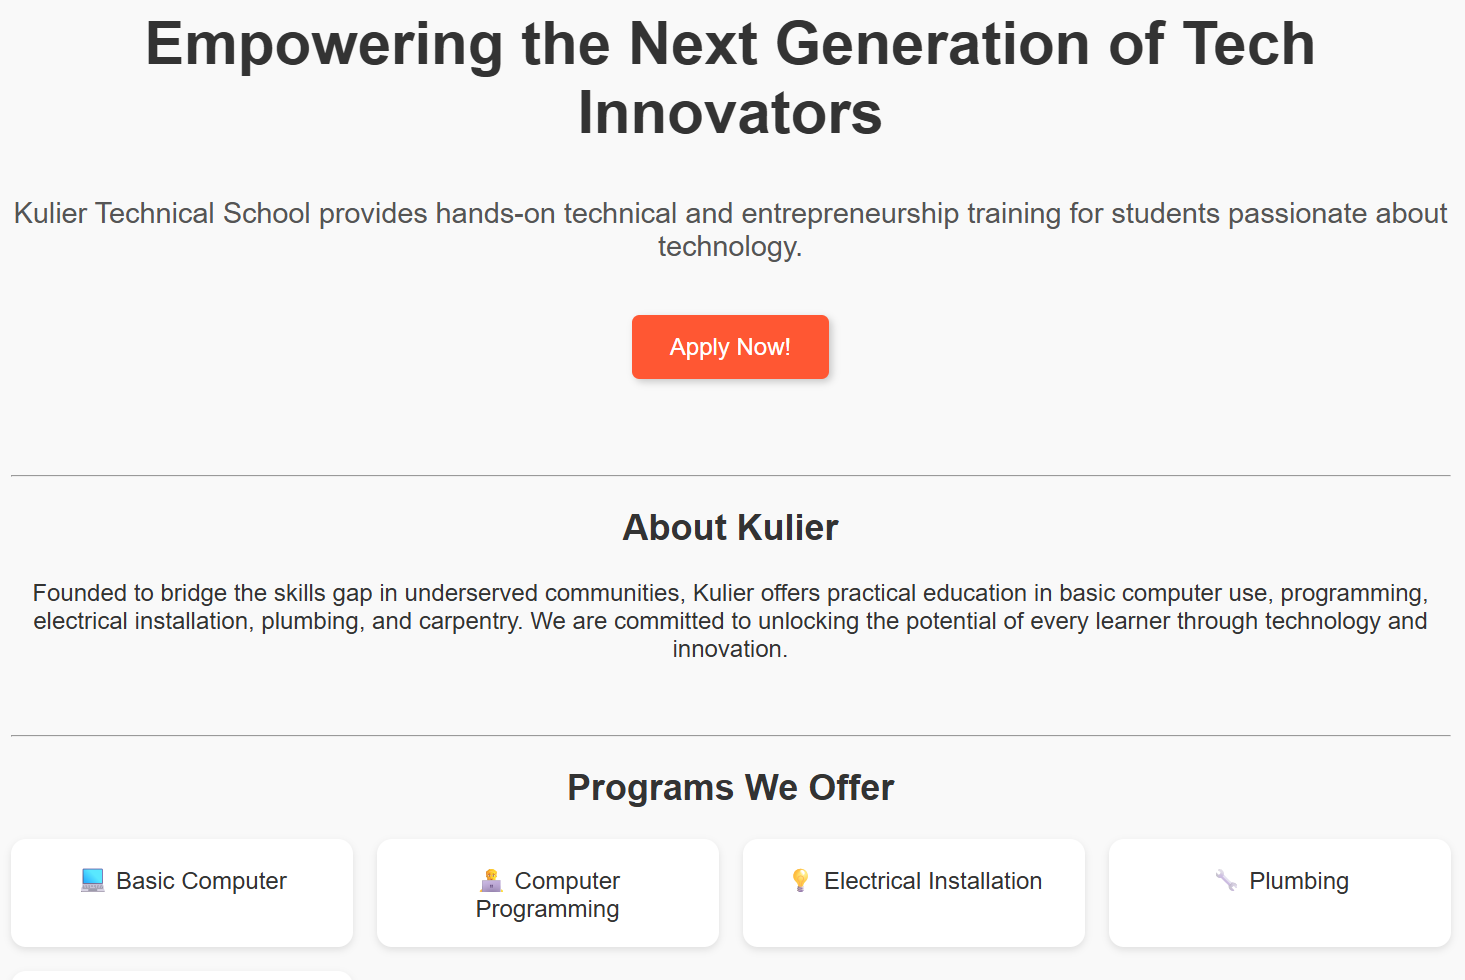 Empowering the Next Generation of Tech
Innovators
Kulier Technical School provides hands-on technical and entrepreneurship training for students passionate about
technology.
Apply Now!
About Kulier
Founded to bridge the skills gap in underserved communities, Kulier offers practical education in basic computer use, programming,
electrical installation, plumbing, and carpentry. We are committed to unlocking the potential of every learner through technology and
innovation.
Programs We Offer
💻 Basic Computer
🧑‍💻 Computer
Programming
💡 Electrical Installation
🔧 Plumbing